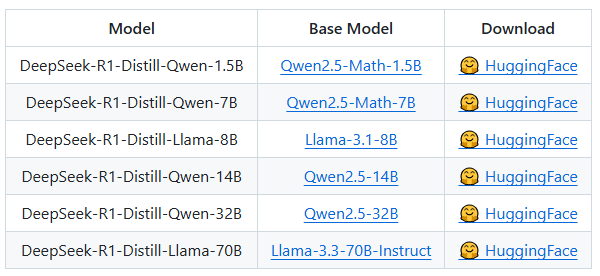 Model Base Model Download
DeepSeek-R1-Distill-Qwen-1.5B Qwen2.5-Math-1.5B 🤗 HuggingFace
DeepSeek-R1-Distill-Qwen-7B Qwen2.5-Math-7B 🤗 HuggingFace
DeepSeek-R1-Distill-Llama-8B Llama-3.1-8B 🤗 HuggingFace
DeepSeek-R1-Distill-Qwen-14B Qwen2.5-14B 🤗 HuggingFace
DeepSeek-R1-Distill-Qwen-32B Qwen2.5-32B 🤗 HuggingFace
DeepSeek-R1-Distill-Llama-70B Llama-3.3-70B-Instruct 🤗 HuggingFace